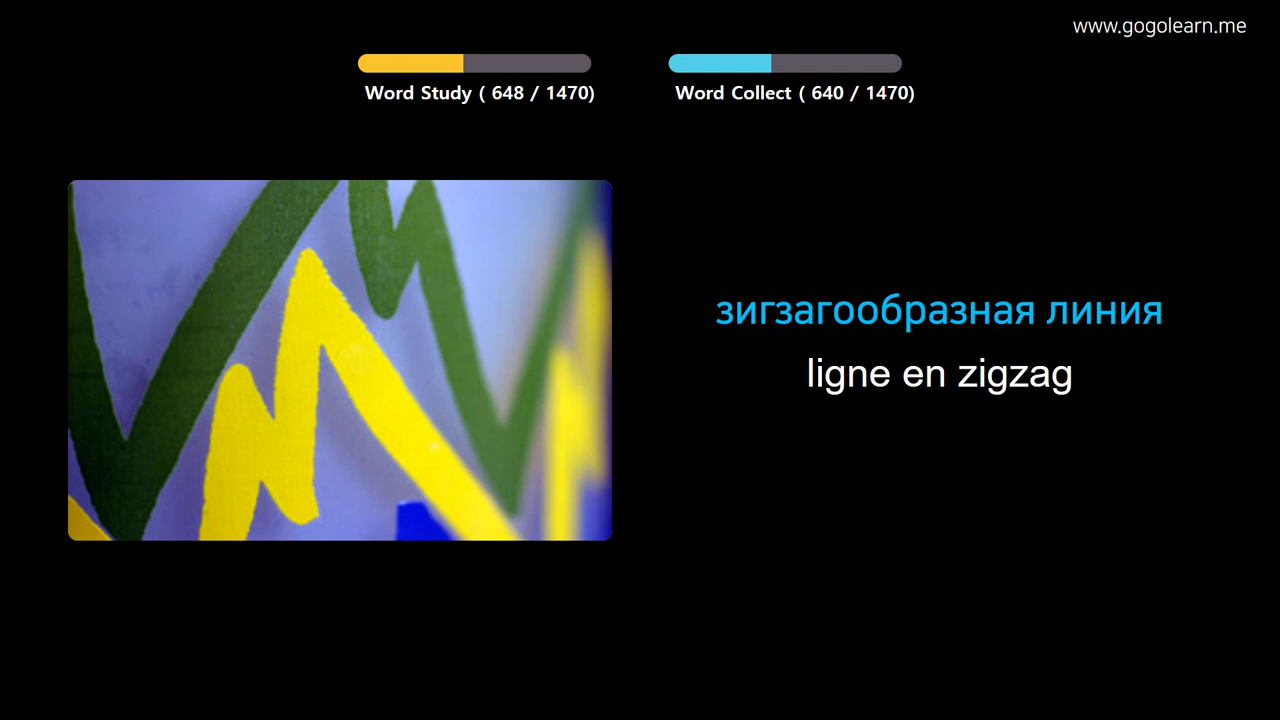 www.gogolearn.me
Word Study ( 648 / 1470)
Word Collect ( 640 / 1470)
зигзагообразная линия
ligne en zigzag